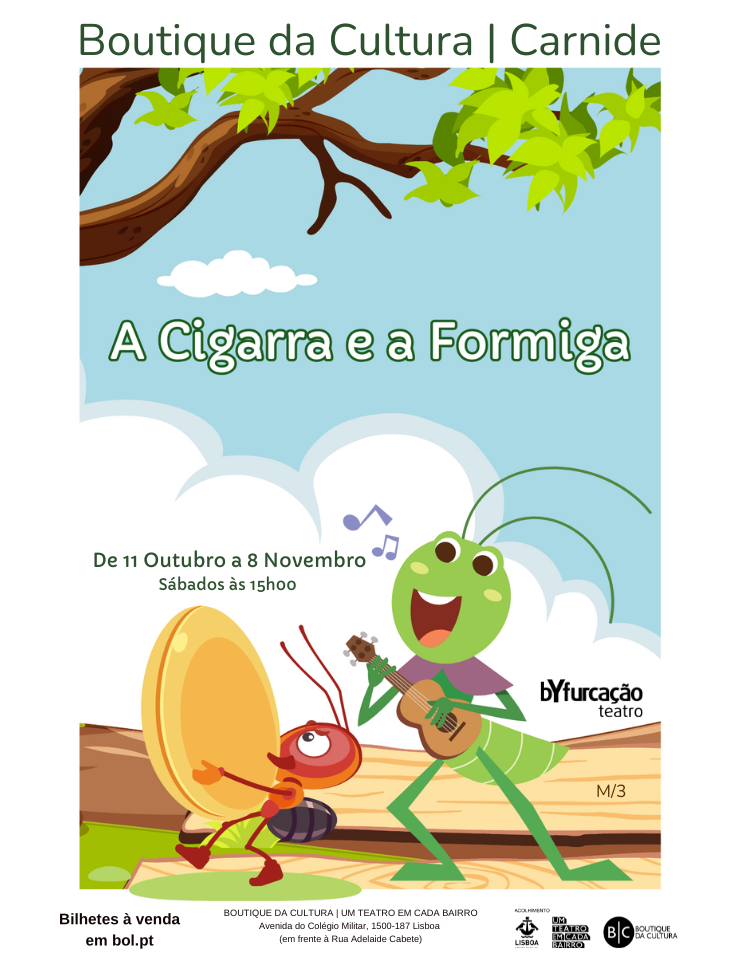 Boutique da Cultura | Carnide
A Cigarra e a Formiga
De 11 Outubro a 8 Novembro
Sábados às 15h00
bYfurcação
teatro
M/3
Bilhetes à venda
em bol.pt
BOUTIQUE DA CULTURA | UM TEATRO EM CADA BAIRRO
Avenida do Colégio Militar, 1500-187 Lisboa
(em frente à Rua Adelaide Cabete)
ACOLHIMENTO
LISBOA
UM
TEATRO
EM CADA
BAIRRO
B|C
BOUTIQUE
DA CULTURA